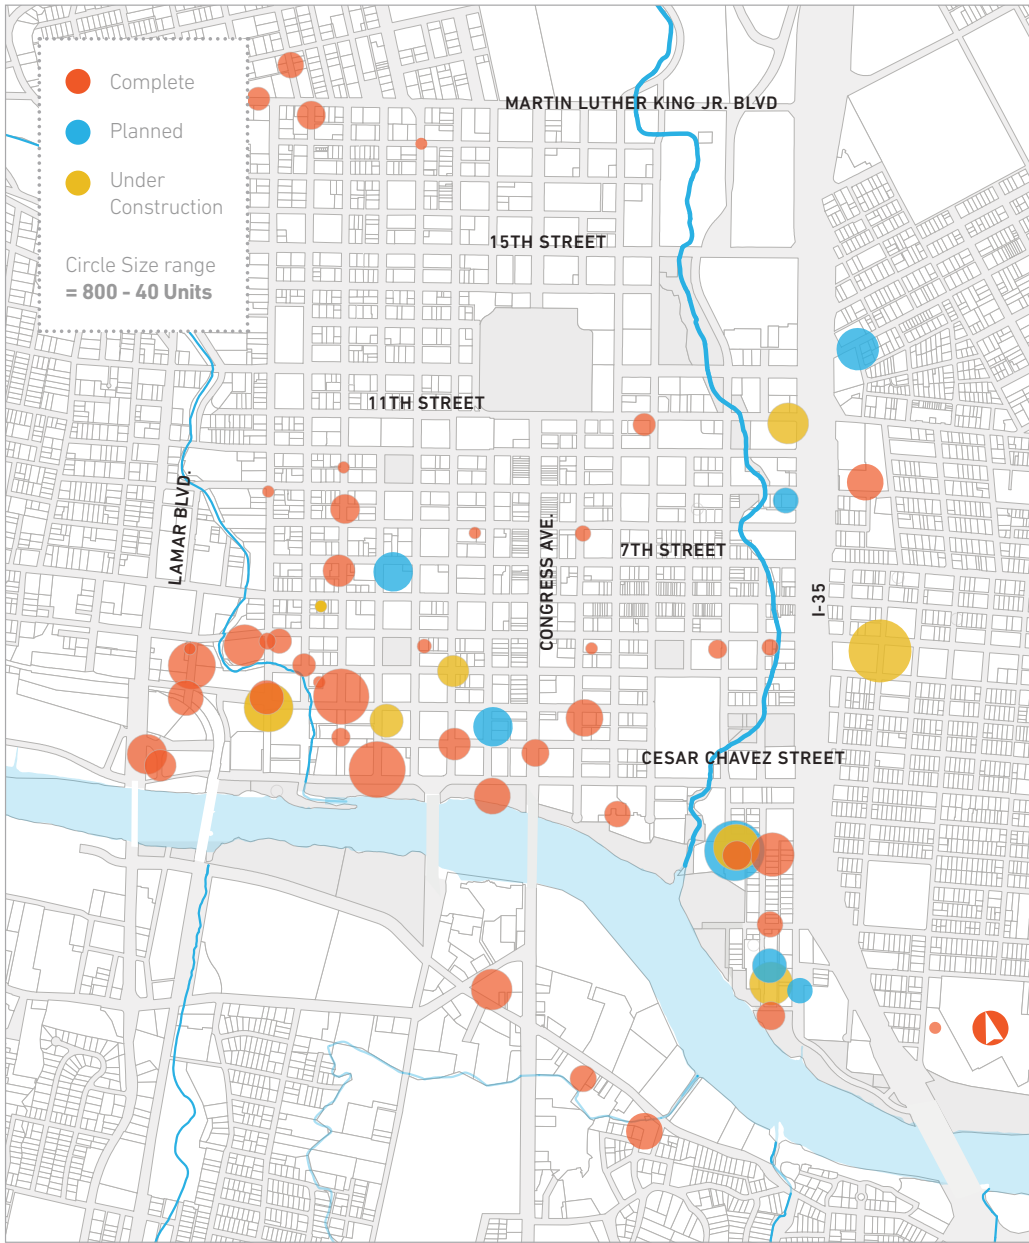 Complete
Planned
Under
Construction
Circle Size range
= 800 - 40 Units
MARTIN LUTHER KING JR. BLVD
15TH STREET
11TH STREET
LAMAR BLVD.
CONGRESS AVE.
7TH STREET
I-35
CESAR CHAVEZ STREET